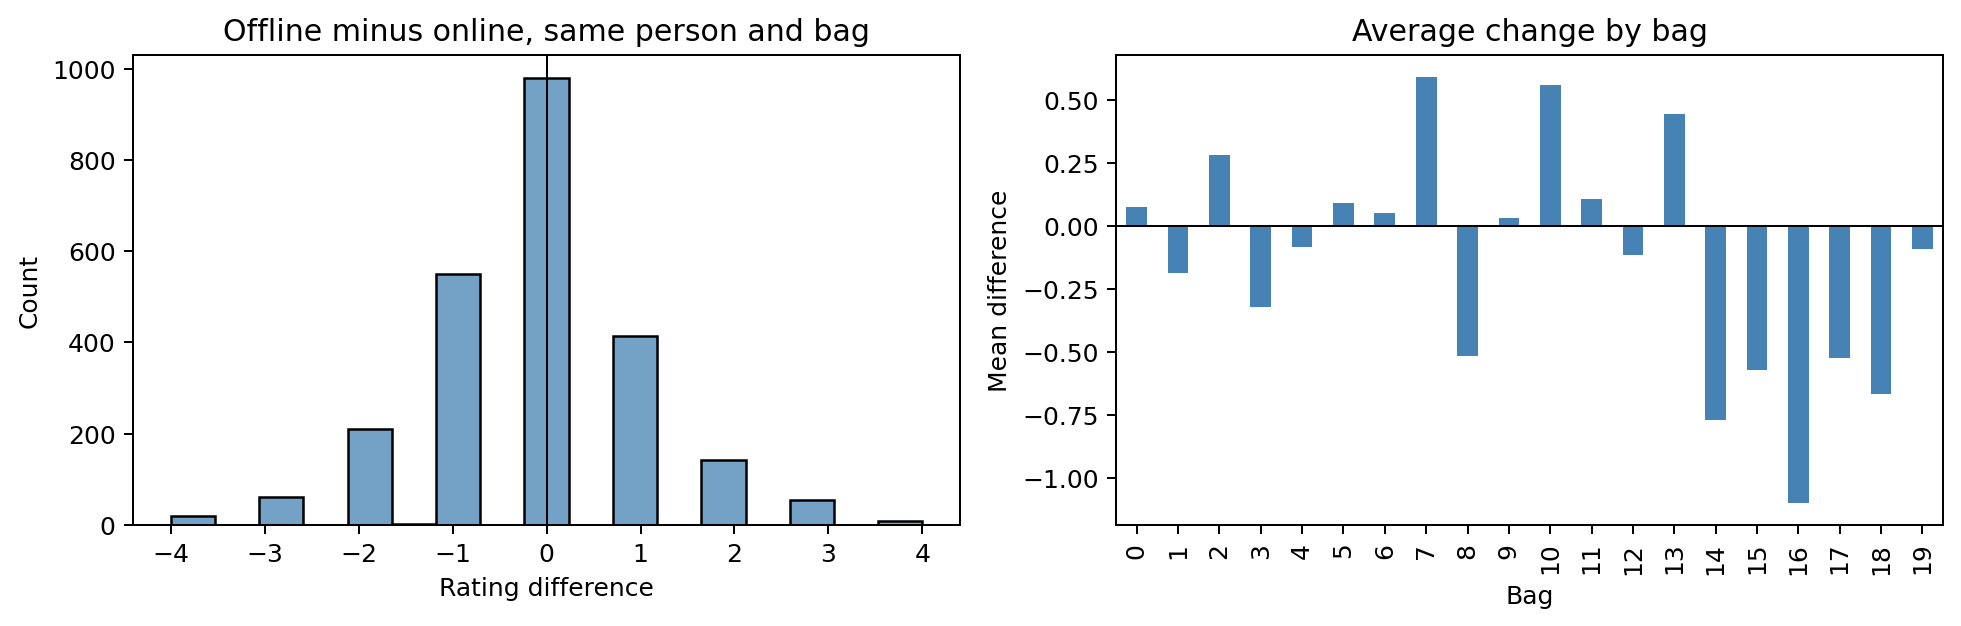 Offline minus online, same person and bag
1000
800
600
400
200
0
Count
−4 −3 −2 −1 0 1 2 3 4
Rating difference
Average change by bag
0.50
0.25
0.00
−0.25
−0.50
−0.75
−1.00
Mean difference
0 1 2 3 4 5 6 7 8 9 10 11 12 13 14 15 16 17 18 19
Bag